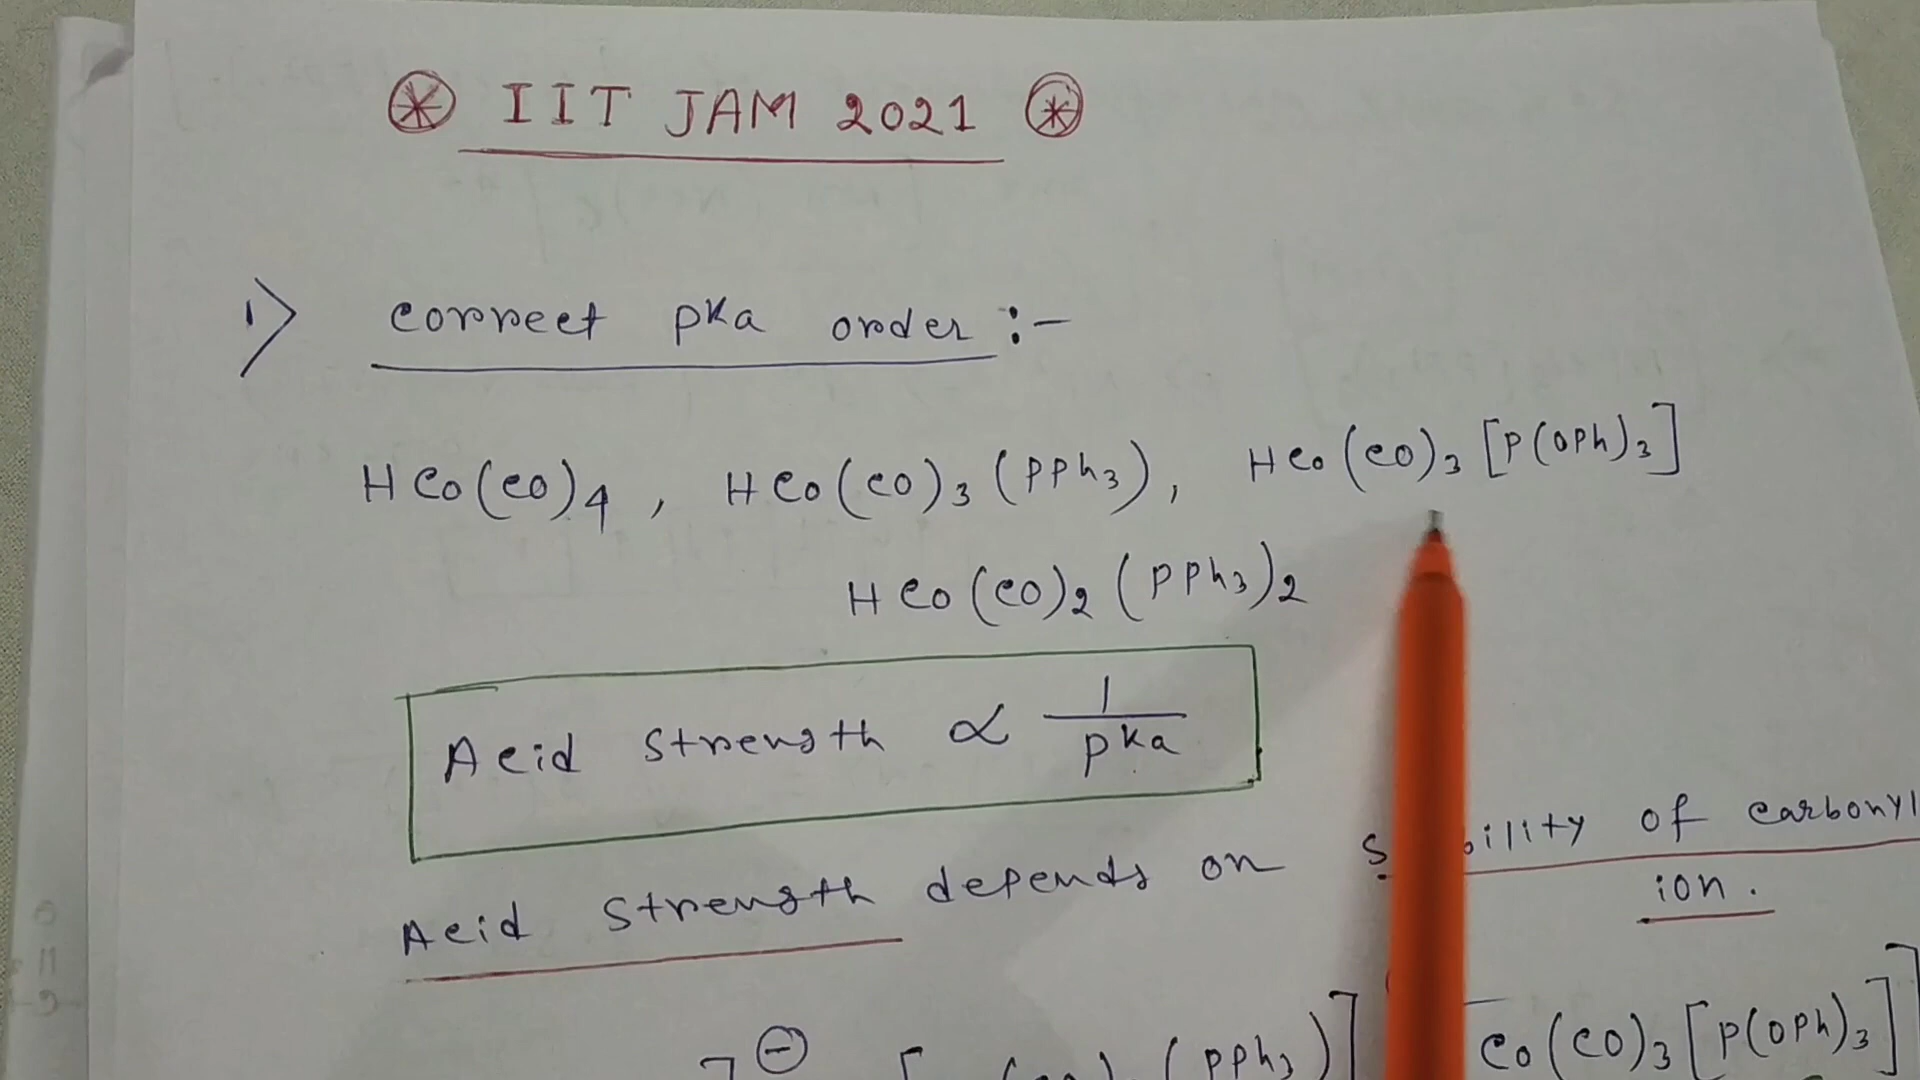 ⊛ IIT JAM 2021 ⊛
1) correct pKa order :-
HCo(CO)4 , HCo(CO)3(PPh3), HCo(CO)3[P(OPh)3]
HCo(CO)2(PPh3)2
Acid strength ∝ 1/pKa
Acid strength depends on of carbonyl
ion.
]⊖ [ (PPh3)] Co(CO)3[P(OPh)3]